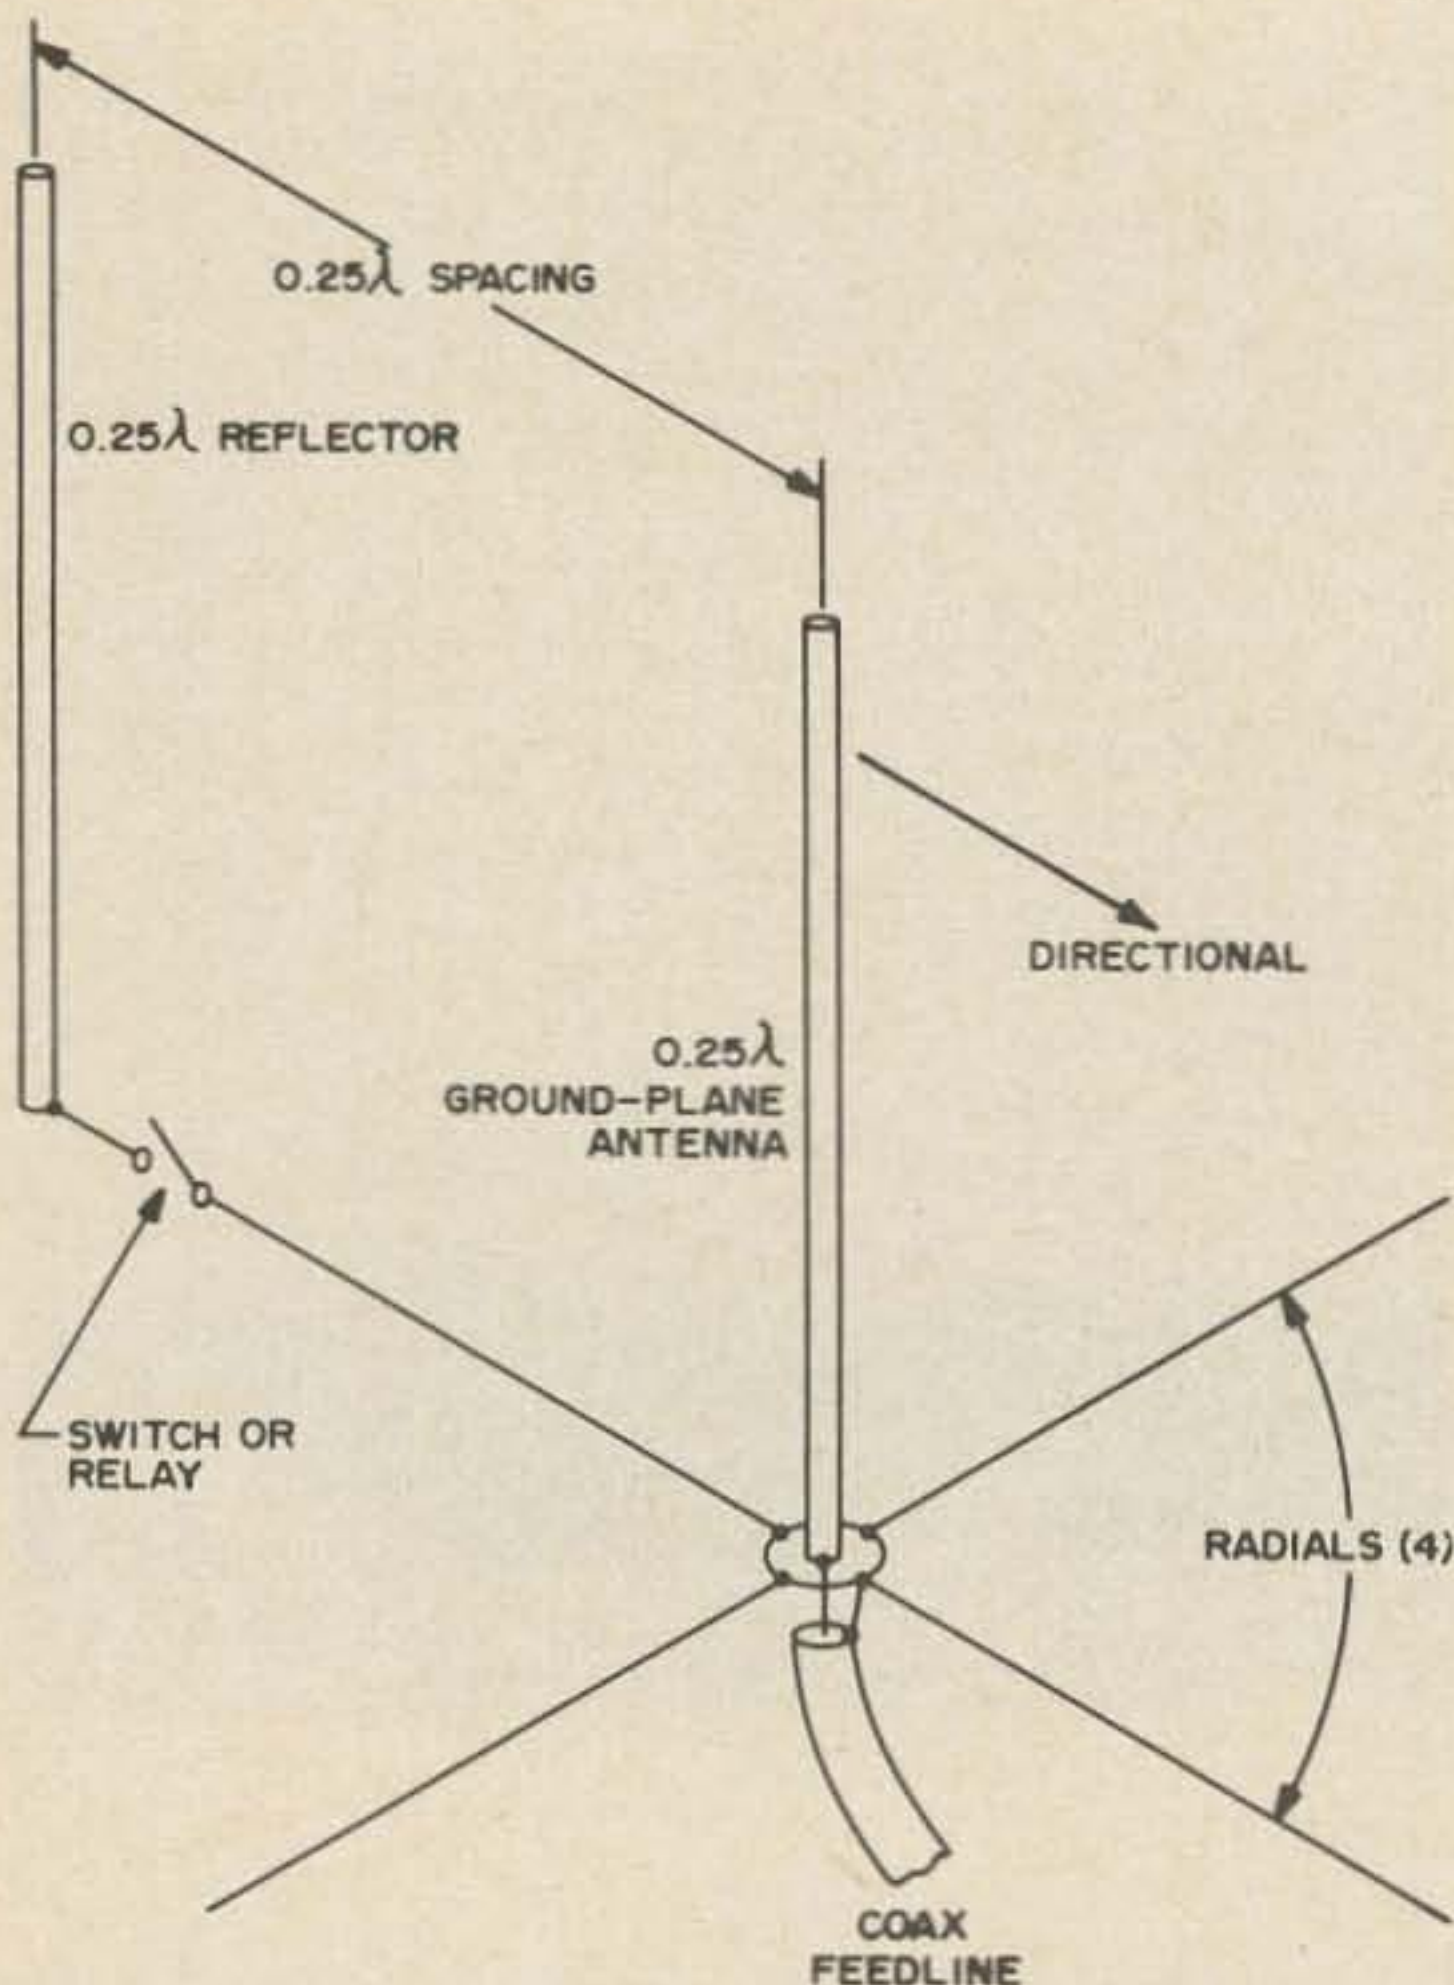 0.25λ SPACING
0.25λ REFLECTOR
DIRECTIONAL
0.25λ
GROUND-PLANE
ANTENNA
SWITCH OR
RELAY
RADIALS (4)
COAX
FEEDLINE